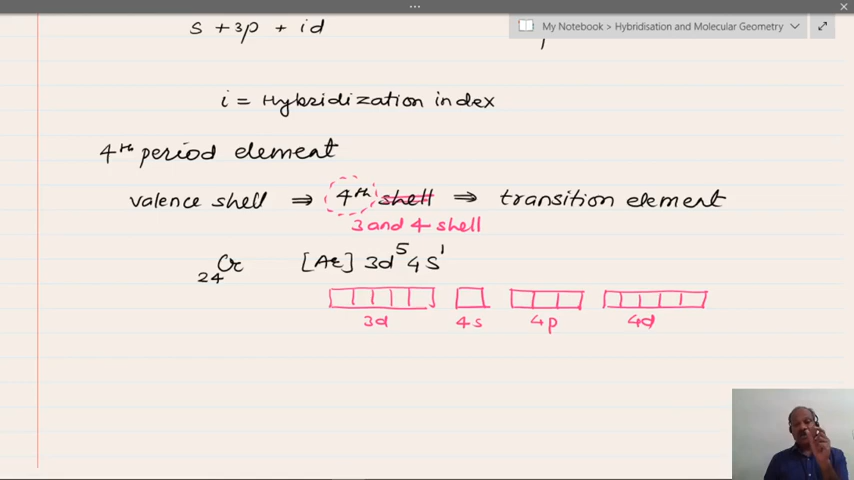 My Notebook > Hybridisation and Molecular Geometry
s + 3p + id
i = Hybridization index
4th period element
valence shell ⇒ 4th shell ⇒ transition element
3 and 4 shell
24Cr [Ar] 3d⁵ 4s¹
3d 4s 4p 4d